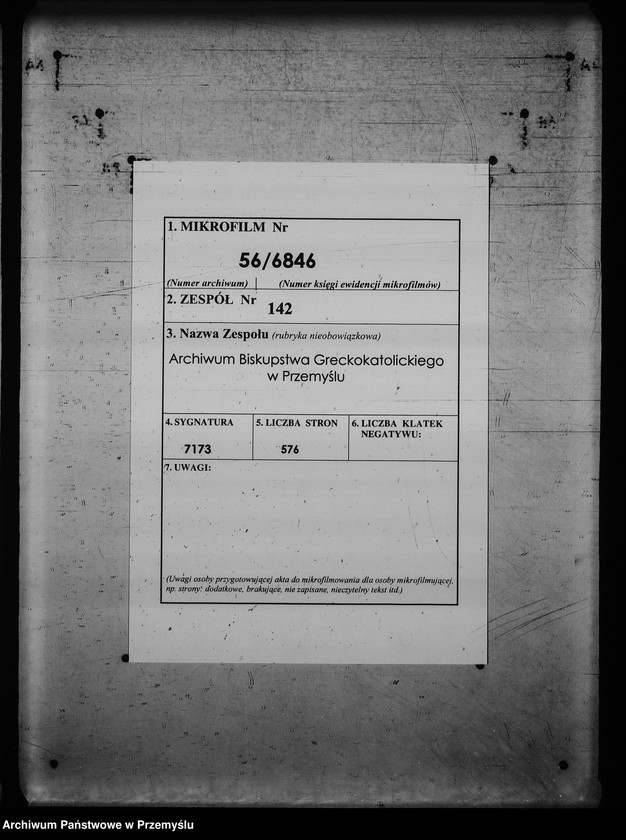 1. MIKROFILM Nr
56/6846
(Numer archiwum) | (Numer księgi ewidencji mikrofilmów)
2. ZESPÓŁ Nr
142
3. Nazwa Zespołu (rubryka nieobowiązkowa)
Archiwum Biskupstwa Greckokatolickiego
w Przemyślu
4. SYGNATURA
7173
5. LICZBA STRON
576
6. LICZBA KLATEK
NEGATYWU:
7. UWAGI:
(Uwagi osoby przygotowującej akta do mikrofilmowania dla osoby mikrofilmującej,
np. strony: dodatkowe, brakujące, nie zapisane, nieczytelny tekst itd.)
Archiwum Państwowe w Przemyślu